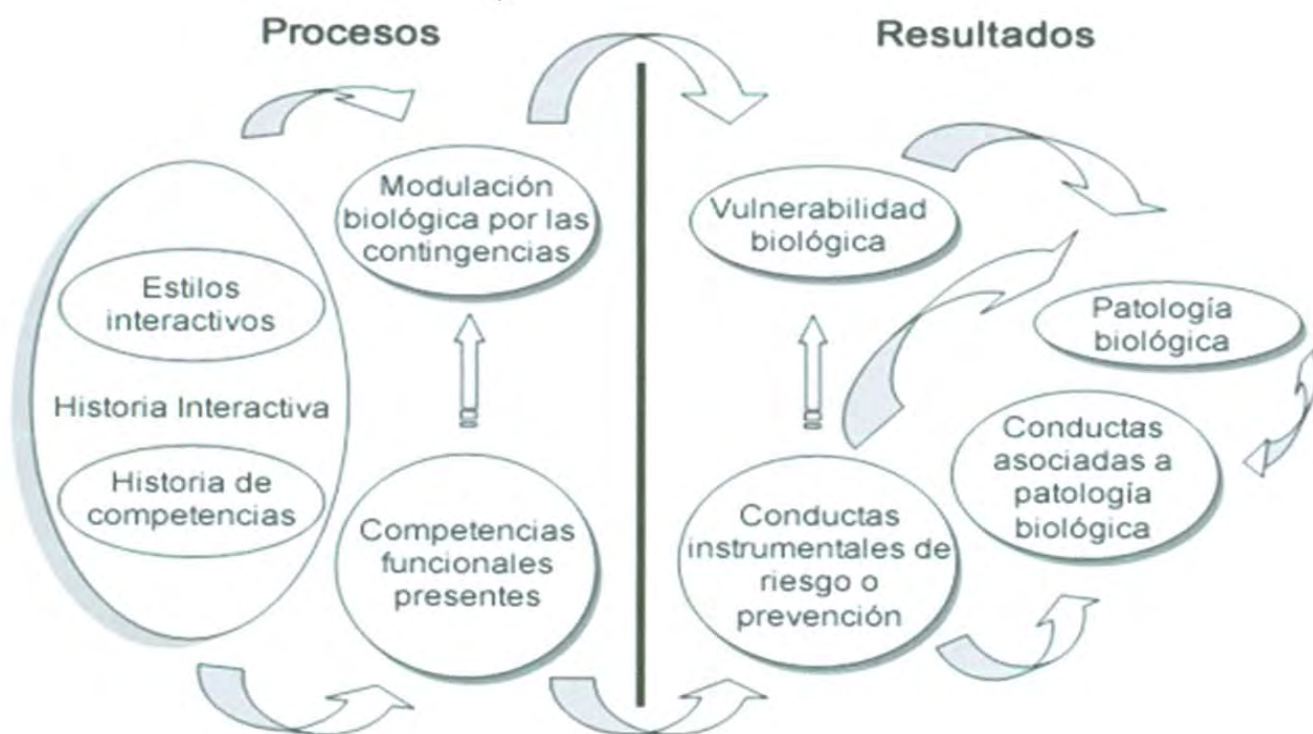 Procesos
Resultados
Modulación
biológica por las
contingencias
Estilos
interactivos
Historia Interactiva
Historia de
competencias
Competencias
funcionales
presentes
Vulnerabilidad
biológica
Patología
biológica
Conductas
asociadas a
patología
biológica
Conductas
instrumentales de
riesgo o
prevención